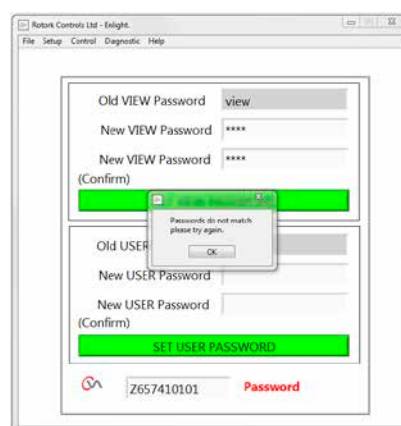 Rotork Controls Ltd - Enlight.
File Setup Control Diagnostic Help
Old VIEW Password view
New VIEW Password ****
New VIEW Password ****
(Confirm)
Passwords do not match
please try again.
OK
Old USER
New USER Password
New USER Password
(Confirm)
SET USER PASSWORD
Z657410101 Password